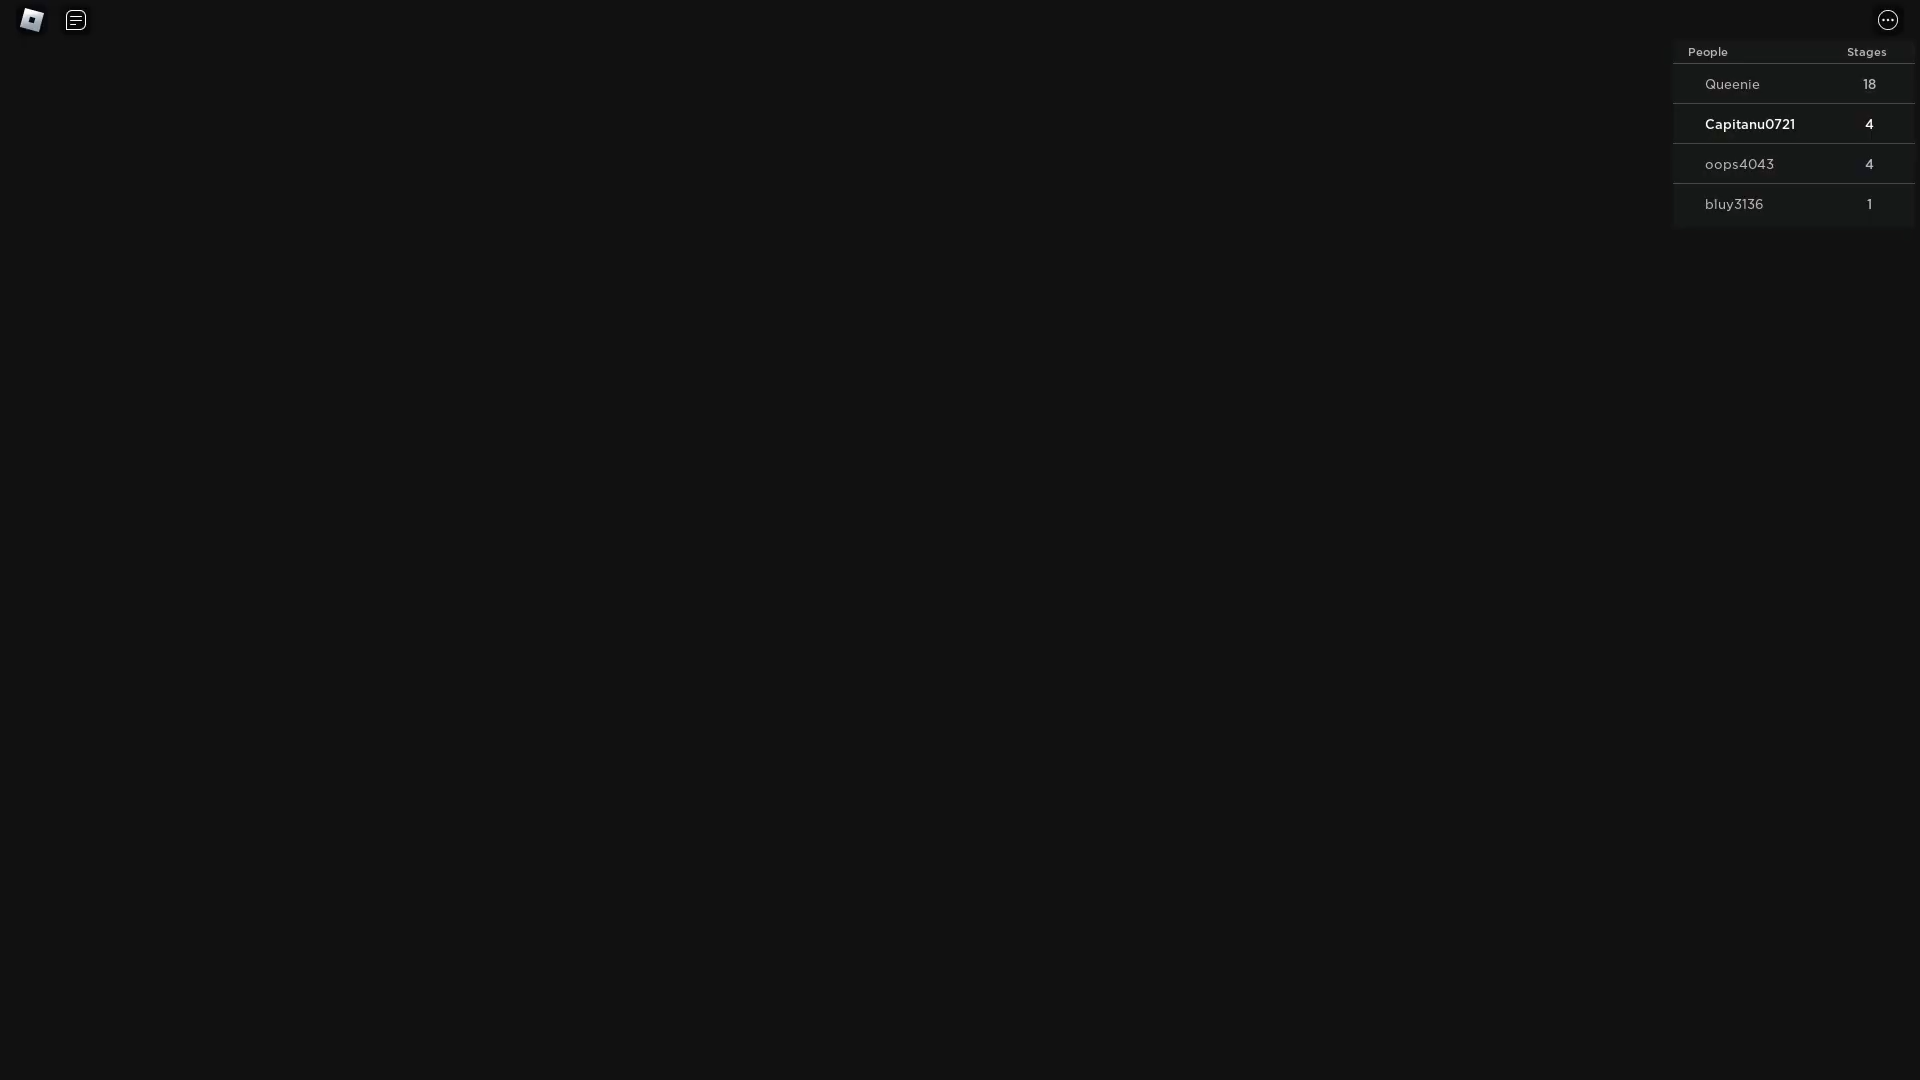 People Stages
Queenie 18
Capitanu0721 4
oops4043 4
bluy3136 1